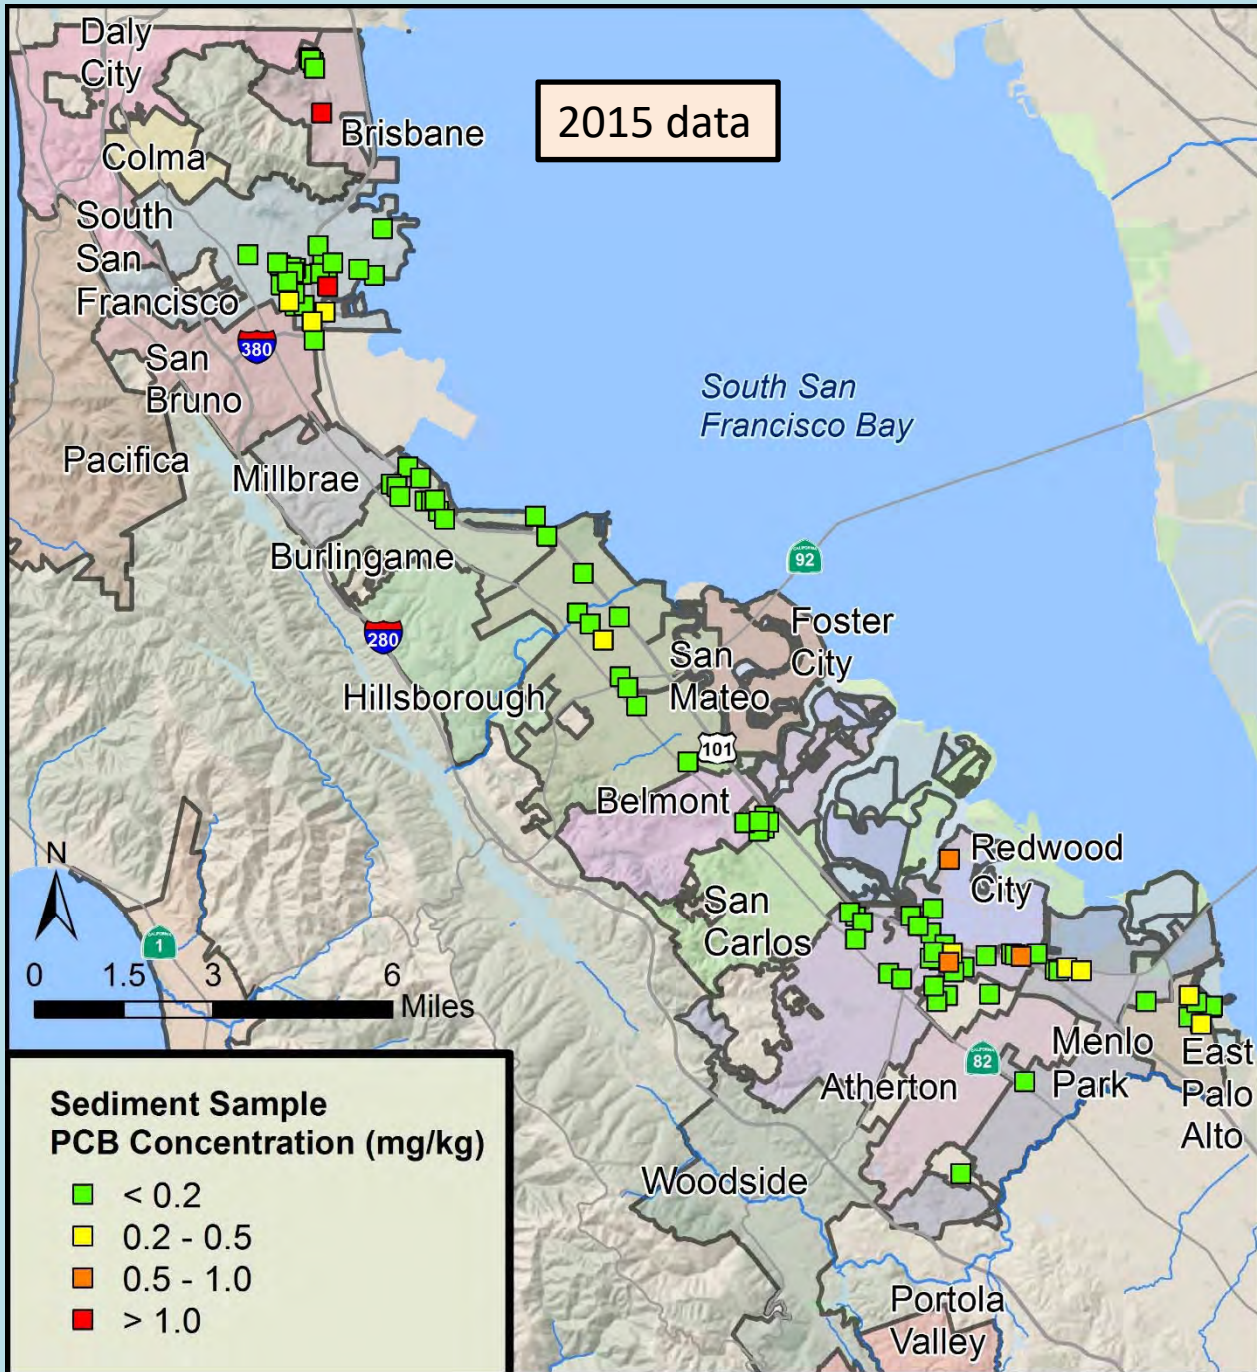 Daly
City
2015 data
Brisbane
Colma
South
San
Francisco
380
San
Bruno
South San
Francisco Bay
Pacifica
Millbrae
Burlingame
CALIFORNIA
92
280
Foster
City
San
Mateo
Hillsborough
101
Belmont
Redwood
City
N
San
Carlos
CALIFORNIA
1
0 1.5 3 6
Miles
CALIFORNIA
82
Menlo
Park
East
Palo
Alto
Atherton
Woodside
Portola
Valley
Sediment Sample
PCB Concentration (mg/kg)
< 0.2
0.2 - 0.5
0.5 - 1.0
> 1.0